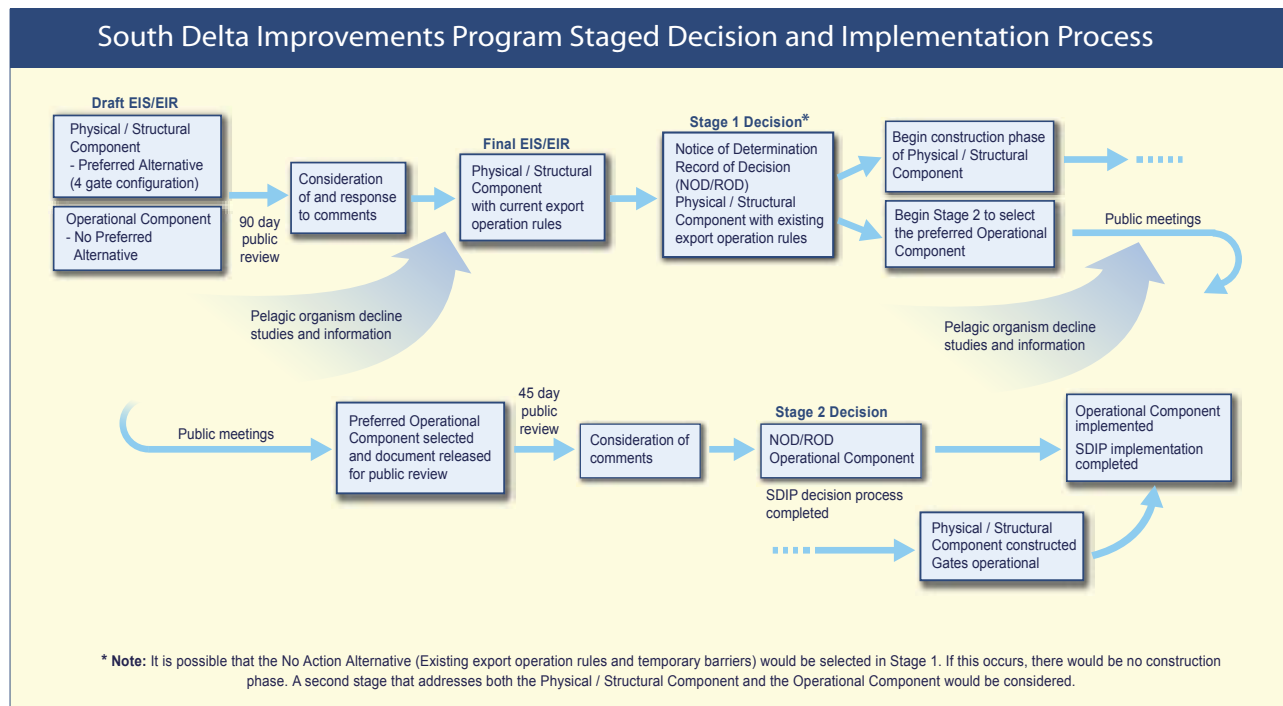 South Delta Improvements Program Staged Decision and Implementation Process
Draft EIS/EIR
Physical / Structural
Component
- Preferred Alternative
(4 gate configuration)
Operational Component
- No Preferred
Alternative
90 day
public
review
Consideration
of and response
to comments
Final EIS/EIR
Physical / Structural
Component
with current export
operation rules
Pelagic organism decline
studies and information
Stage 1 Decision*
Notice of Determination
Record of Decision
(NOD/ROD)
Physical / Structural
Component with existing
export operation rules
Begin construction phase
of Physical / Structural
Component
Begin Stage 2 to select
the preferred Operational
Component
Public meetings
Pelagic organism decline
studies and information
Public meetings
Preferred Operational
Component selected
and document released
for public review
45 day
public
review
Consideration of
comments
Stage 2 Decision
NOD/ROD
Operational Component
SDIP decision process
completed
Operational Component
implemented
SDIP implementation
completed
Physical / Structural
Component constructed
Gates operational
* Note: It is possible that the No Action Alternative (Existing export operation rules and temporary barriers) would be selected in Stage 1. If this occurs, there would be no construction
phase. A second stage that addresses both the Physical / Structural Component and the Operational Component would be considered.